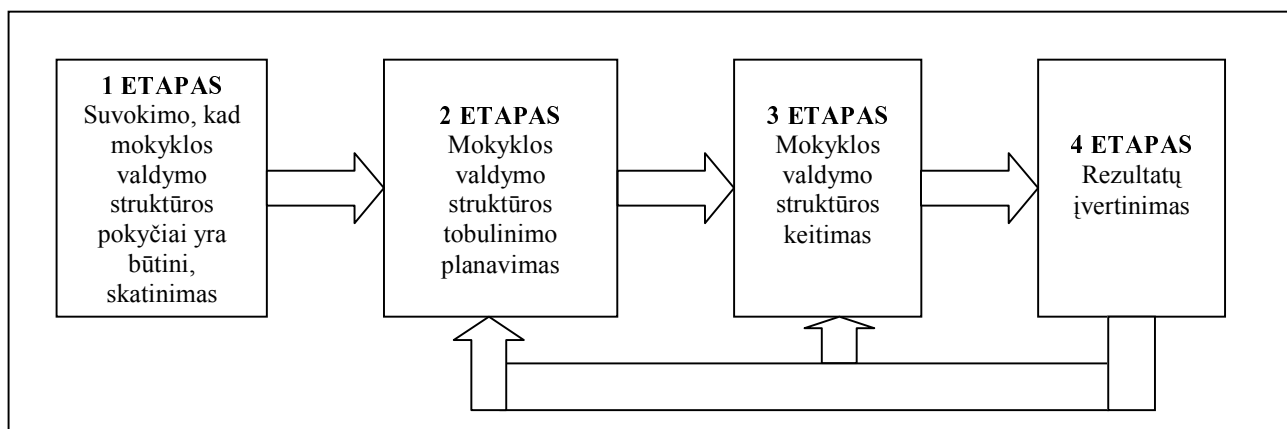 1 ETAPAS
Suvokimo, kad
mokyklos
valdymo
struktūros
pokyčiai yra
būtini,
skatinimas
2 ETAPAS
Mokyklos
valdymo
struktūros
tobulinimo
planavimas
3 ETAPAS
Mokyklos
valdymo
struktūros
keitimas
4 ETAPAS
Rezultatų
įvertinimas